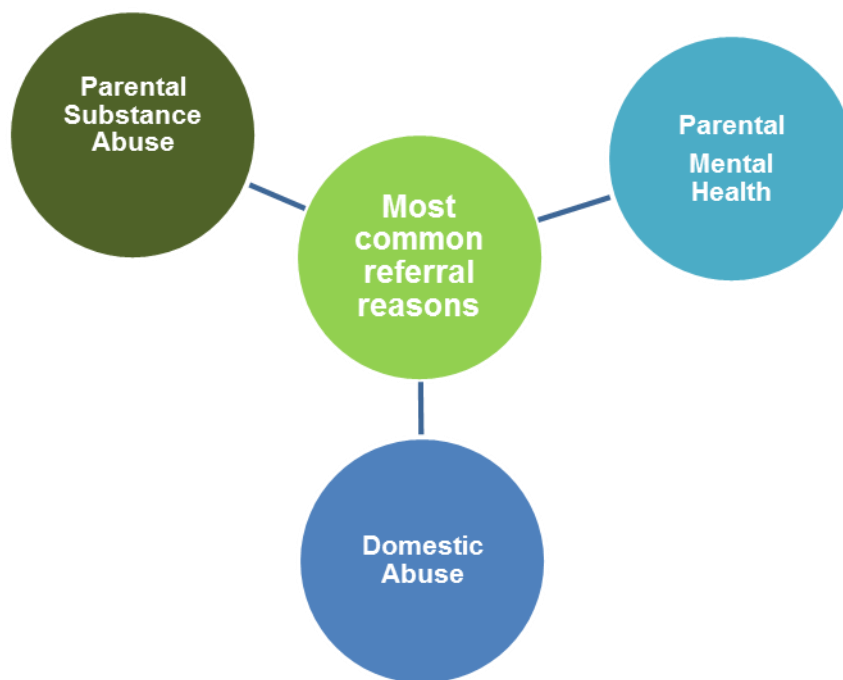 Parental
Substance
Abuse
Parental
Mental
Health
Most
common
referral
reasons
Domestic
Abuse